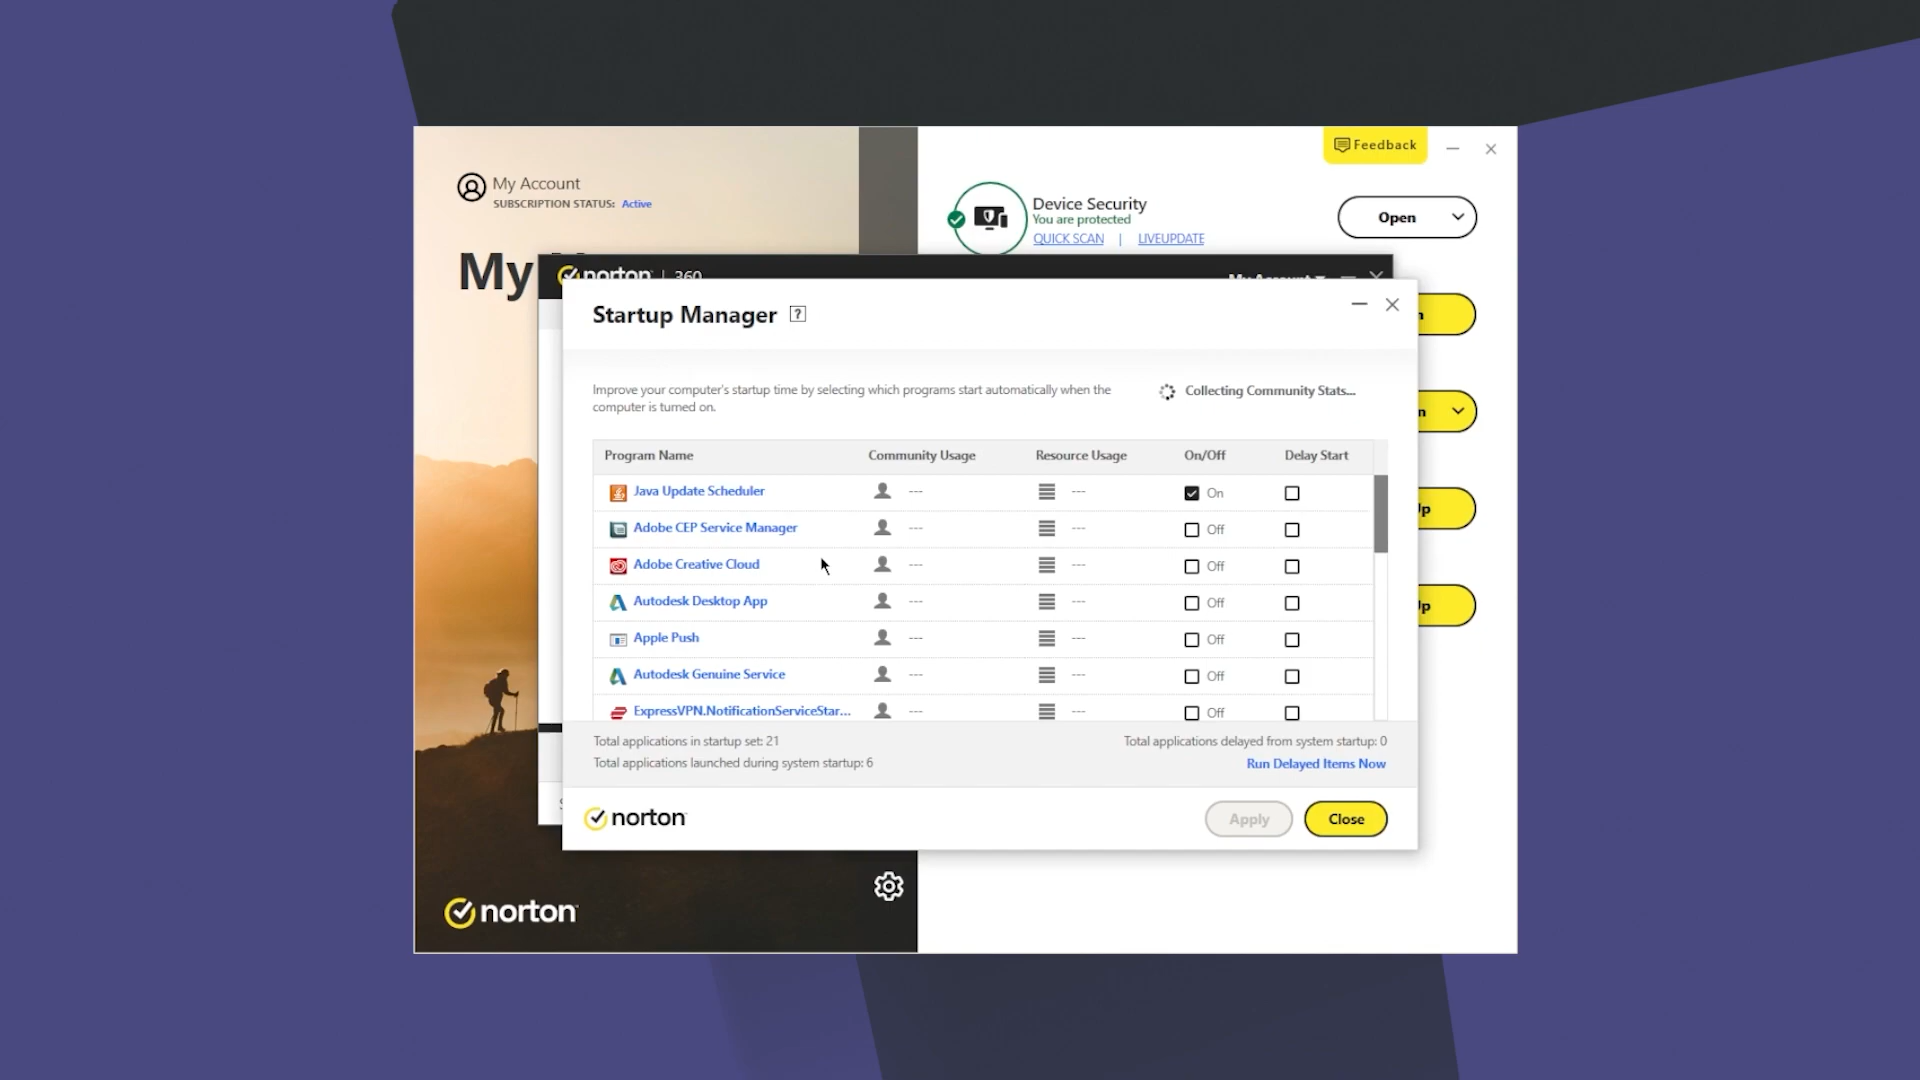 Feedback
My Account
SUBSCRIPTION STATUS: Active
Device Security
You are protected
QUICK SCAN | LIVEUPDATE
Open
My
norton | 360
My Account
Startup Manager ?
Improve your computer's startup time by selecting which programs start automatically when the
computer is turned on.
Collecting Community Stats...
Program Name Community Usage Resource Usage On/Off Delay Start
Java Update Scheduler --- --- On
Adobe CEP Service Manager --- --- Off
Adobe Creative Cloud --- --- Off
Autodesk Desktop App --- --- Off
Apple Push --- --- Off
Autodesk Genuine Service --- --- Off
ExpressVPN.NotificationServiceStar... --- --- Off
Total applications in startup set: 21
Total applications delayed from system startup: 0
Total applications launched during system startup: 6
Run Delayed Items Now
norton
Apply
Close
norton